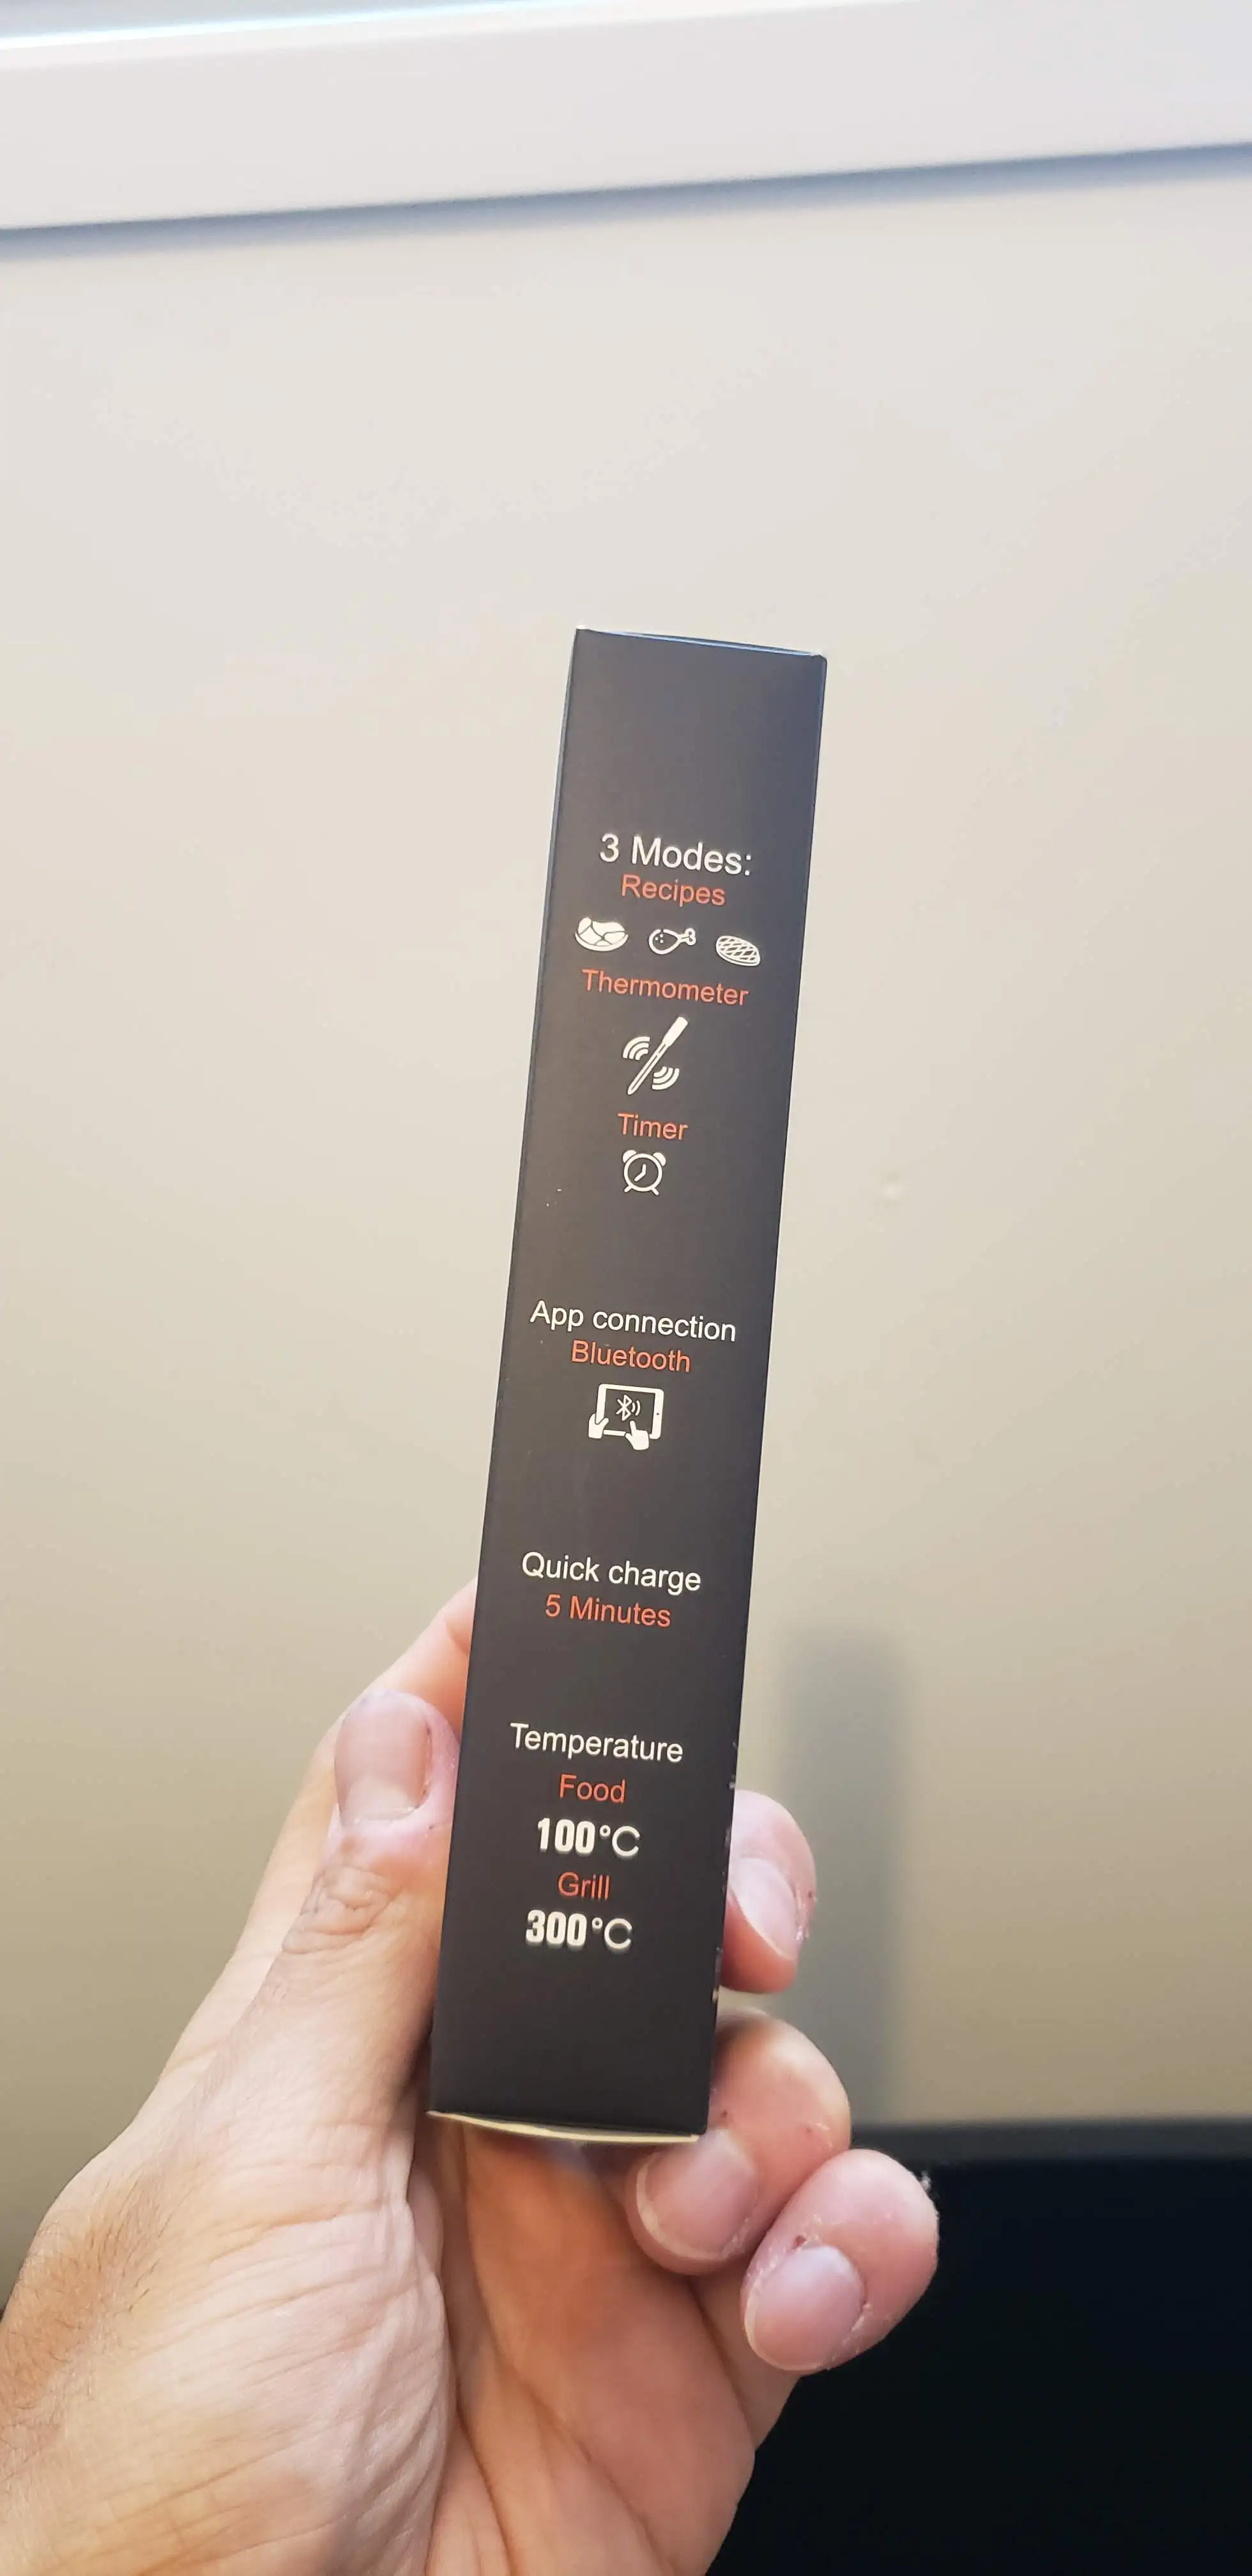 3 Modes:
Recipes
Thermometer
Timer
App connection
Bluetooth
Quick charge
5 Minutes
Temperature
Food
100°C
Grill
300°C